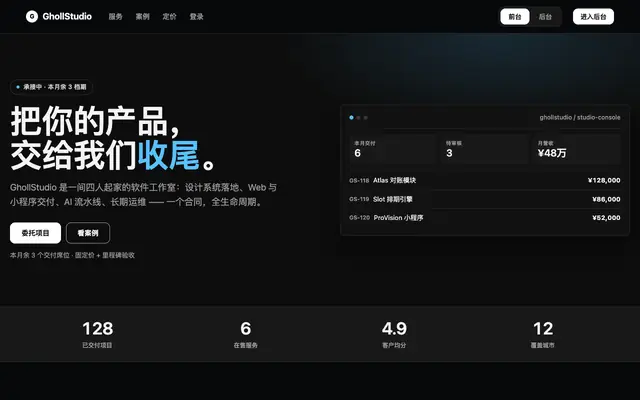 G GhollStudio 服务 案例 定价 登录 前台 后台 进入后台
承接中 · 本月余 3 档期
把你的产品，
交给我们收尾。
GhollStudio 是一间四人起家的软件工作室：设计系统落地、Web 与
小程序交付、AI 流水线、长期运维 —— 一个合同，全生命周期。
委托项目 看案例
本月余 3 个交付席位 · 固定价 + 里程碑验收
ghollstudio / studio-console
本月交付 待审稿 月营收
6 3 ¥48万
GS-118 Atlas 对账模块 ¥128,000
GS-119 Slot 排期引擎 ¥86,000
GS-120 ProVision 小程序 ¥52,000
128 6 4.9 12
已交付项目 在售服务 客户均分 覆盖城市